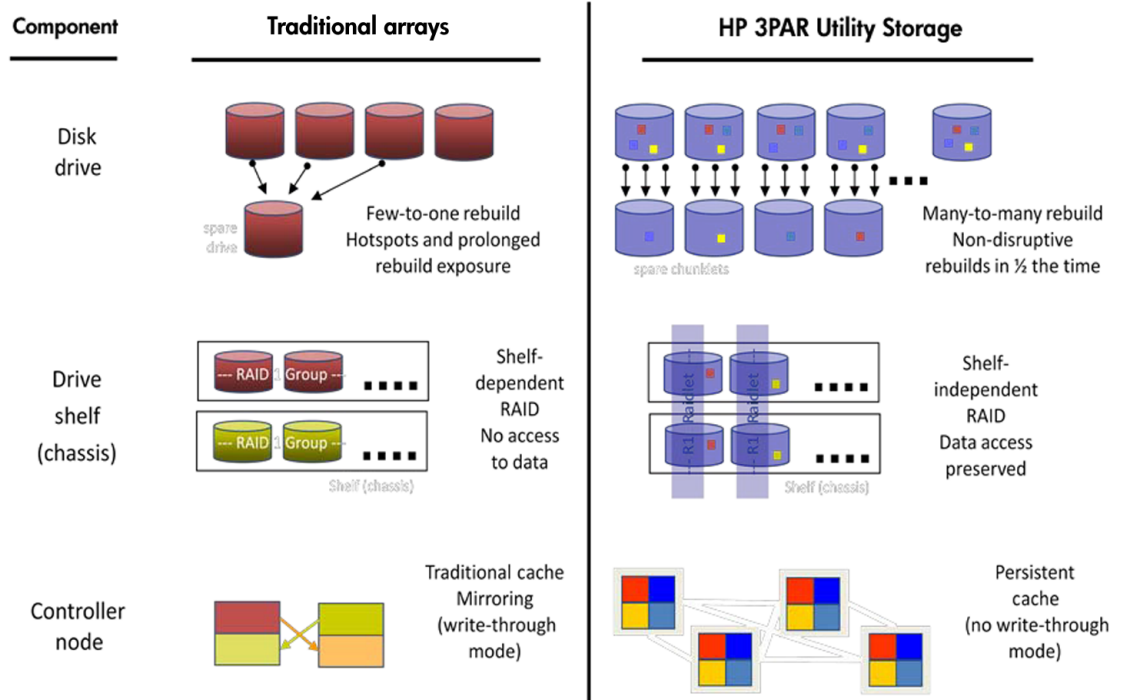 Component
Traditional arrays
HP 3PAR Utility Storage
Disk
drive
spare
drive
Few-to-one rebuild
Hotspots and prolonged
rebuild exposure
spare chunklets
Many-to-many rebuild
Non-disruptive
rebuilds in ½ the time
Drive
shelf
(chassis)
--- RAID 1 Group ---
--- RAID 1 Group ---
Shelf (chassis)
Shelf-
dependent
RAID
No access
to data
--- R1 Raidlet ---
--- R1 Raidlet ---
Shelf (chassis)
Shelf-
independent
RAID
Data access
preserved
Controller
node
Traditional cache
Mirroring
(write-through
mode)
Persistent
cache
(no write-through
mode)